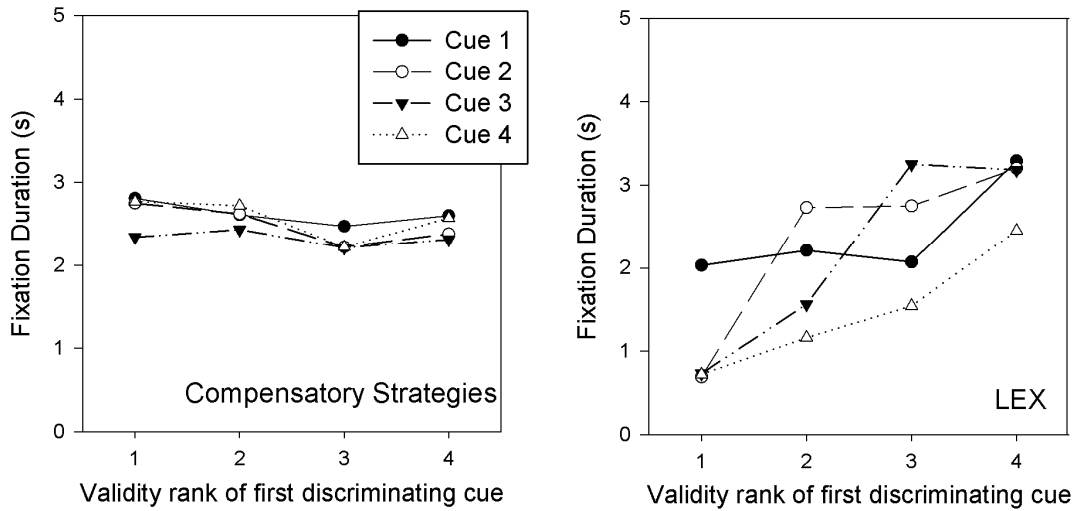 5
4
3
2
1
0
Fixation Duration (s)
Cue 1
Cue 2
Cue 3
Cue 4
Compensatory Strategies
1 2 3 4
Validity rank of first discriminating cue
5
4
3
2
1
0
Fixation Duration (s)
LEX
1 2 3 4
Validity rank of first discriminating cue